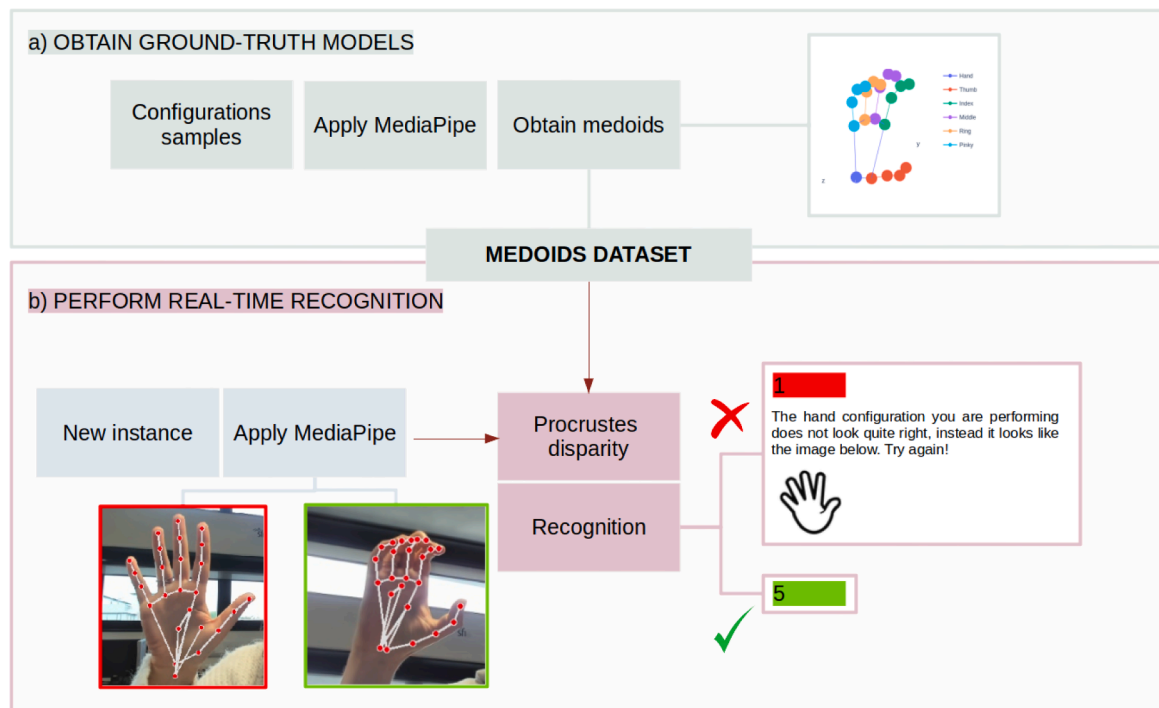 a) OBTAIN GROUND-TRUTH MODELS
Configurations
samples
Apply MediaPipe
Obtain medoids
Hand
Thumb
Index
Middle
Ring
Pinky
y
z
MEDOIDS DATASET
b) PERFORM REAL-TIME RECOGNITION
New instance
Apply MediaPipe
Procrustes
disparity
Recognition
1
The hand configuration you are performing
does not look quite right, instead it looks like
the image below. Try again!
5
sh